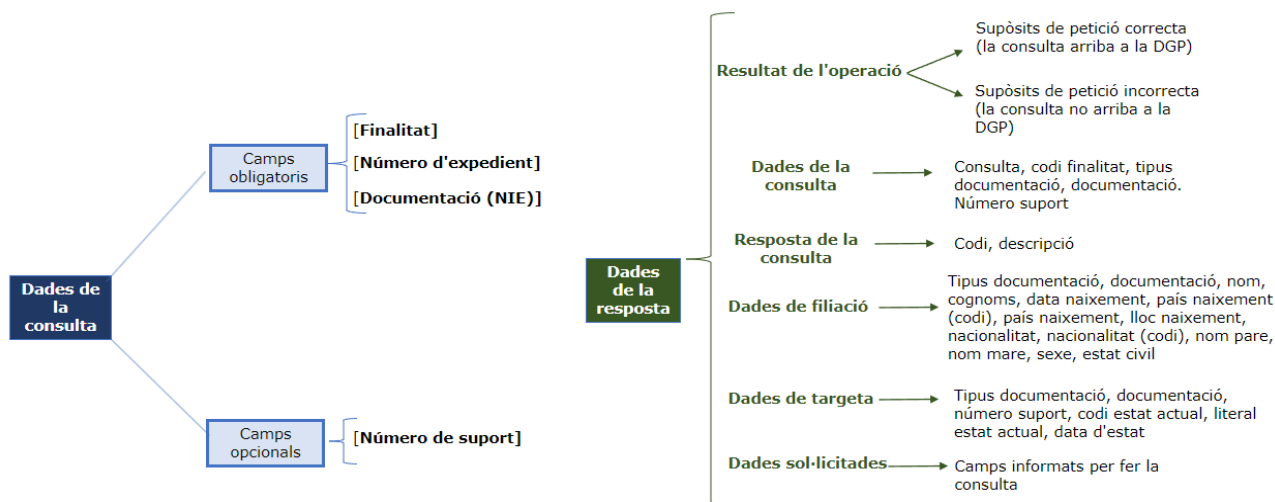 Dades de
la
consulta
Camps
obligatoris
[Finalitat]
[Número d'expedient]
[Documentació (NIE)]
Camps
opcionals
[Número de suport]
Dades
de la
resposta
Resultat de l'operació
Supòsits de petició correcta
(la consulta arriba a la DGP)
Supòsits de petició incorrecta
(la consulta no arriba a la
DGP)
Dades de la
consulta
Consulta, codi finalitat, tipus
documentació, documentació.
Número suport
Resposta de la
consulta
Codi, descripció
Dades de filiació
Tipus documentació, documentació, nom,
cognoms, data naixement, país naixement
(codi), país naixement, lloc naixement,
nacionalitat, nacionalitat (codi), nom pare,
nom mare, sexe, estat civil
Dades de targeta
Tipus documentació, documentació,
número suport, codi estat actual, literal
estat actual, data d'estat
Dades sol·licitades
Camps informats per fer la
consulta